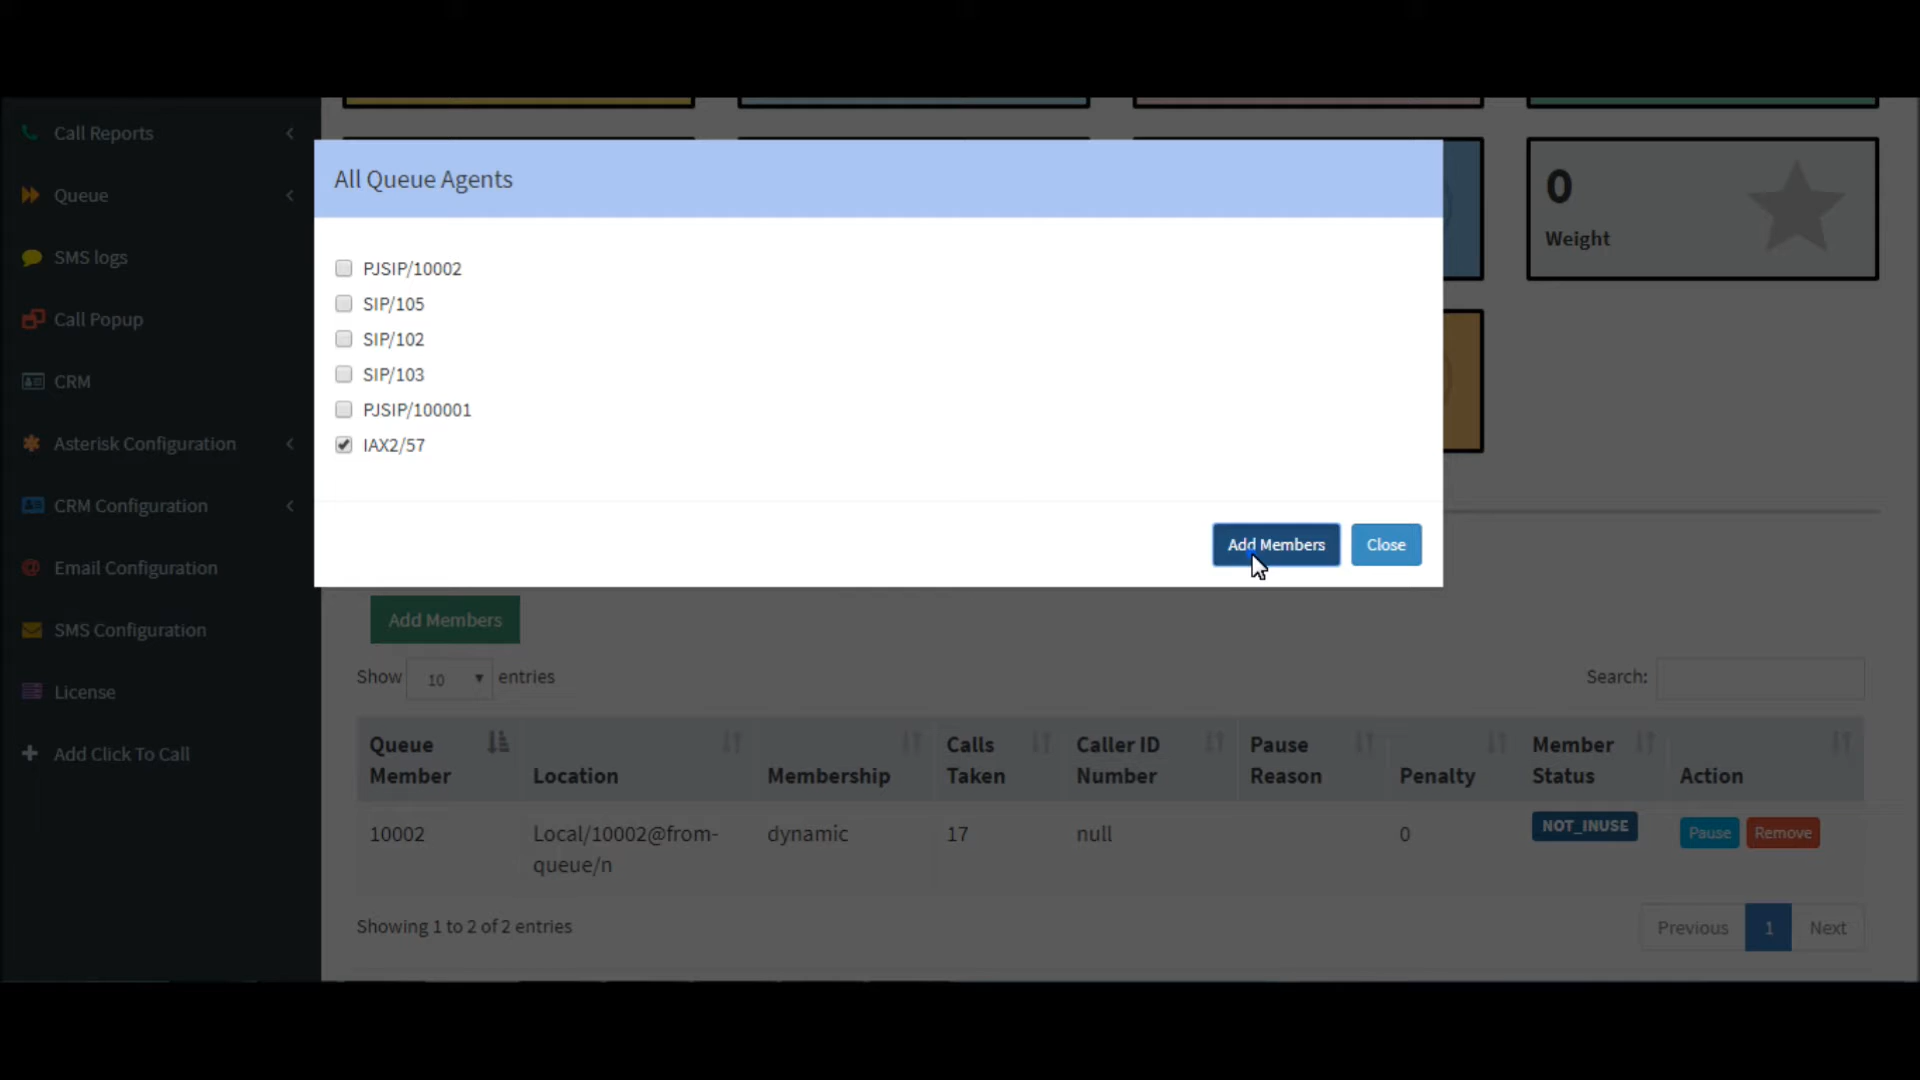 Call Reports
Queue
SMS logs
Call Popup
CRM
Asterisk Configuration
CRM Configuration
Email Configuration
SMS Configuration
License
Add Click To Call
0
Weight
All Queue Agents
PJSIP/10002
SIP/105
SIP/102
SIP/103
PJSIP/100001
IAX2/57
Add Members Close
Add Members
Show 10 entries Search:
Queue Member Location Membership Calls Taken Caller ID Number Pause Reason Penalty Member Status Action
10002 Local/10002@from-queue/n dynamic 17 null 0 NOT_INUSE Pause Remove
Showing 1 to 2 of 2 entries Previous 1 Next